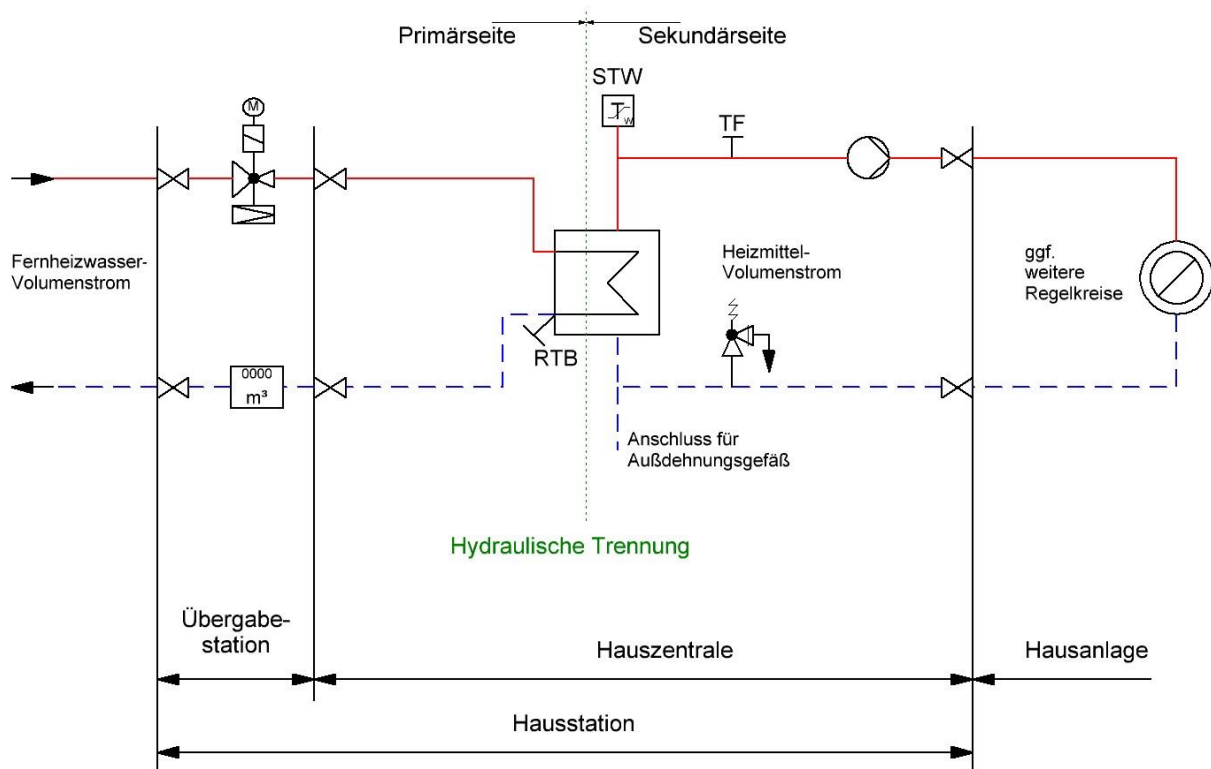 Primärseite
Sekundärseite
STW
T
W
TF
M
Fernheizwasser-
Volumenstrom
Heizmittel-
Volumenstrom
ggf.
weitere
Regelkreise
RTB
0000
m³
Anschluss für
Außdehnungsgefäß
Hydraulische Trennung
Übergabe-
station
Hauszentrale
Hausanlage
Hausstation